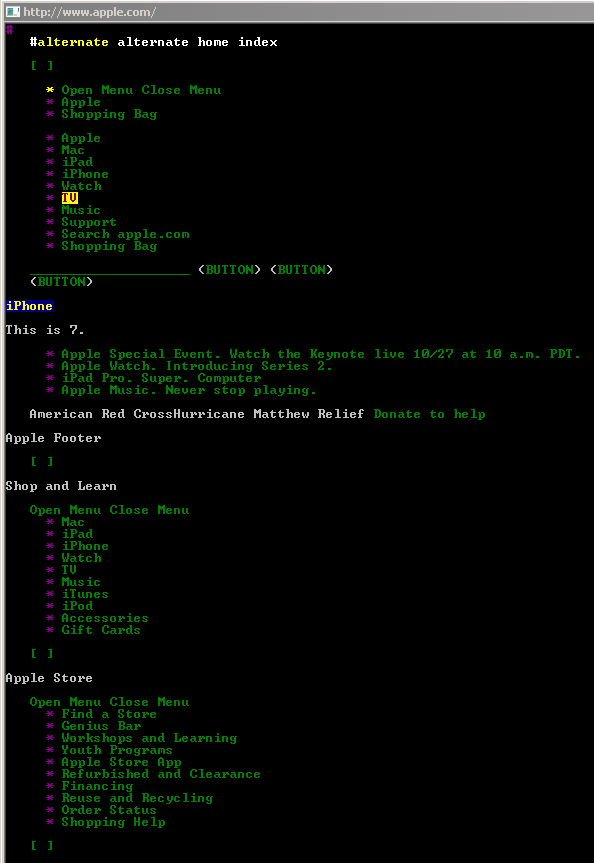 http://www.apple.com/
#
#alternate alternate home index
[ ]
* Open Menu Close Menu
* Apple
* Shopping Bag
* Apple
* Mac
* iPad
* iPhone
* Watch
* TV
* Music
* Support
* Search apple.com
* Shopping Bag
____________________ (BUTTON) (BUTTON)
(BUTTON)
iPhone
This is 7.
* Apple Special Event. Watch the Keynote live 10/27 at 10 a.m. PDT.
* Apple Watch. Introducing Series 2.
* iPad Pro. Super. Computer
* Apple Music. Never stop playing.
American Red CrossHurricane Matthew Relief Donate to help
Apple Footer
[ ]
Shop and Learn
Open Menu Close Menu
* Mac
* iPad
* iPhone
* Watch
* TV
* Music
* iTunes
* iPod
* Accessories
* Gift Cards
[ ]
Apple Store
Open Menu Close Menu
* Find a Store
* Genius Bar
* Workshops and Learning
* Youth Programs
* Apple Store App
* Refurbished and Clearance
* Financing
* Reuse and Recycling
* Order Status
* Shopping Help
[ ]